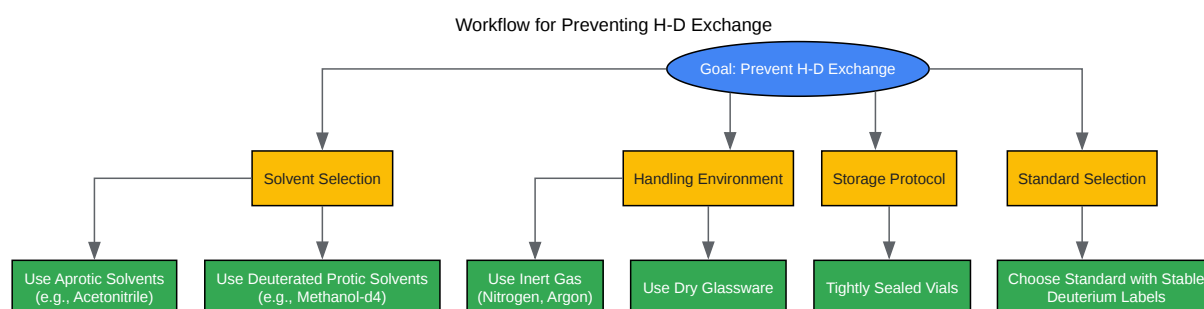 Workflow for Preventing H-D Exchange
Goal: Prevent H-D Exchange
Solvent Selection
Handling Environment
Storage Protocol
Standard Selection
Use Aprotic Solvents
(e.g., Acetonitrile)
Use Deuterated Protic Solvents
(e.g., Methanol-d4)
Use Inert Gas
(Nitrogen, Argon)
Use Dry Glassware
Tightly Sealed Vials
Choose Standard with Stable
Deuterium Labels